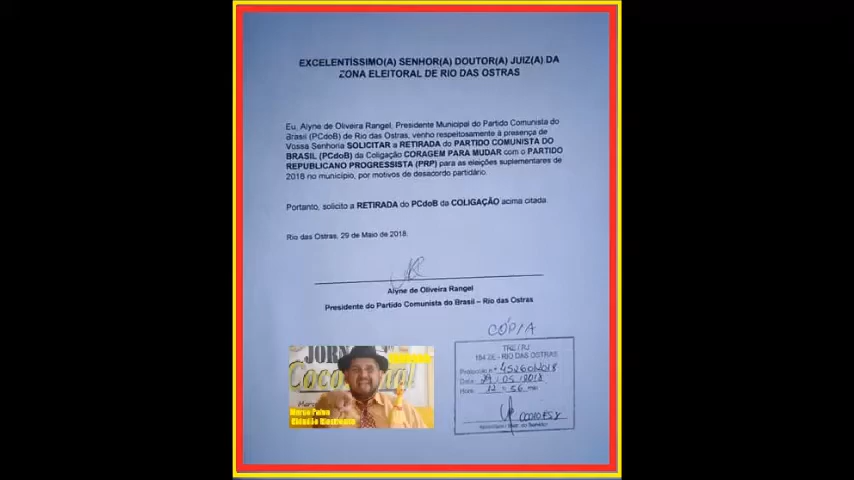 EXCELENTÍSSIMO(A) SENHOR(A) DOUTOR(A) JUIZ(A) DA
ZONA ELEITORAL DE RIO DAS OSTRAS
Eu, Alyne de Oliveira Rangel, Presidente Municipal do Partido Comunista do
Brasil (PCdoB) de Rio das Ostras, venho respeitosamente à presença de
Vossa Senhoria SOLICITAR a RETIRADA do PARTIDO COMUNISTA DO
BRASIL (PCdoB) da Coligação CORAGEM PARA MUDAR com o PARTIDO
REPUBLICANO PROGRESSISTA (PRP) para as eleições suplementares de
2018 no município, por motivos de desacordo partidário.
Portanto, solicito a RETIRADA do PCdoB da COLIGAÇÃO acima citada.
Rio das Ostras, 29 de Maio de 2018.
Alyne de Oliveira Rangel
Presidente do Partido Comunista do Brasil – Rio das Ostras
CÓPIA
TRE/RJ
184 ZE - RIO DAS OSTRAS
Protocolo nº
Data: 29/05/2018
Hora:
JORN